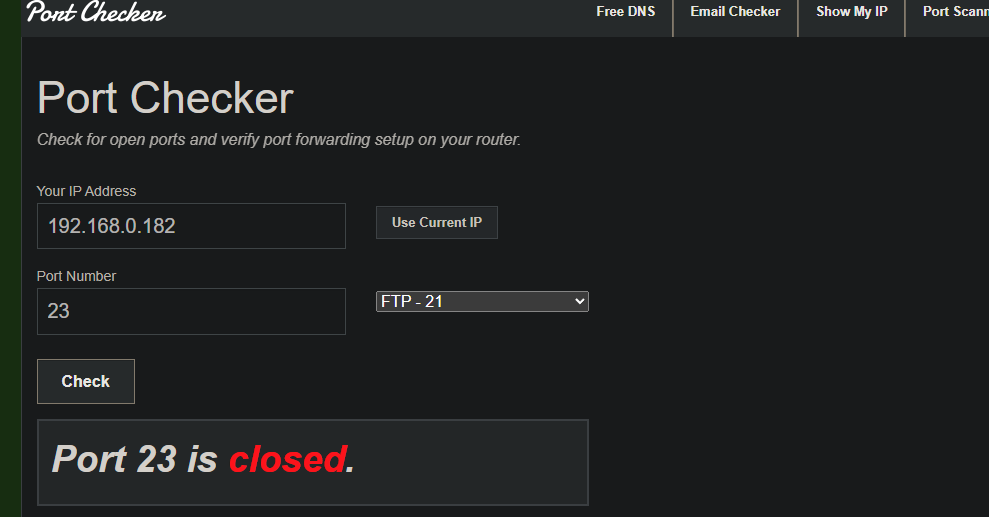 Port Checker
Free DNS
Email Checker
Show My IP
Port Scann
Port Checker
Check for open ports and verify port forwarding setup on your router.
Your IP Address
192.168.0.182
Use Current IP
Port Number
23
FTP - 21
Check
Port 23 is closed.